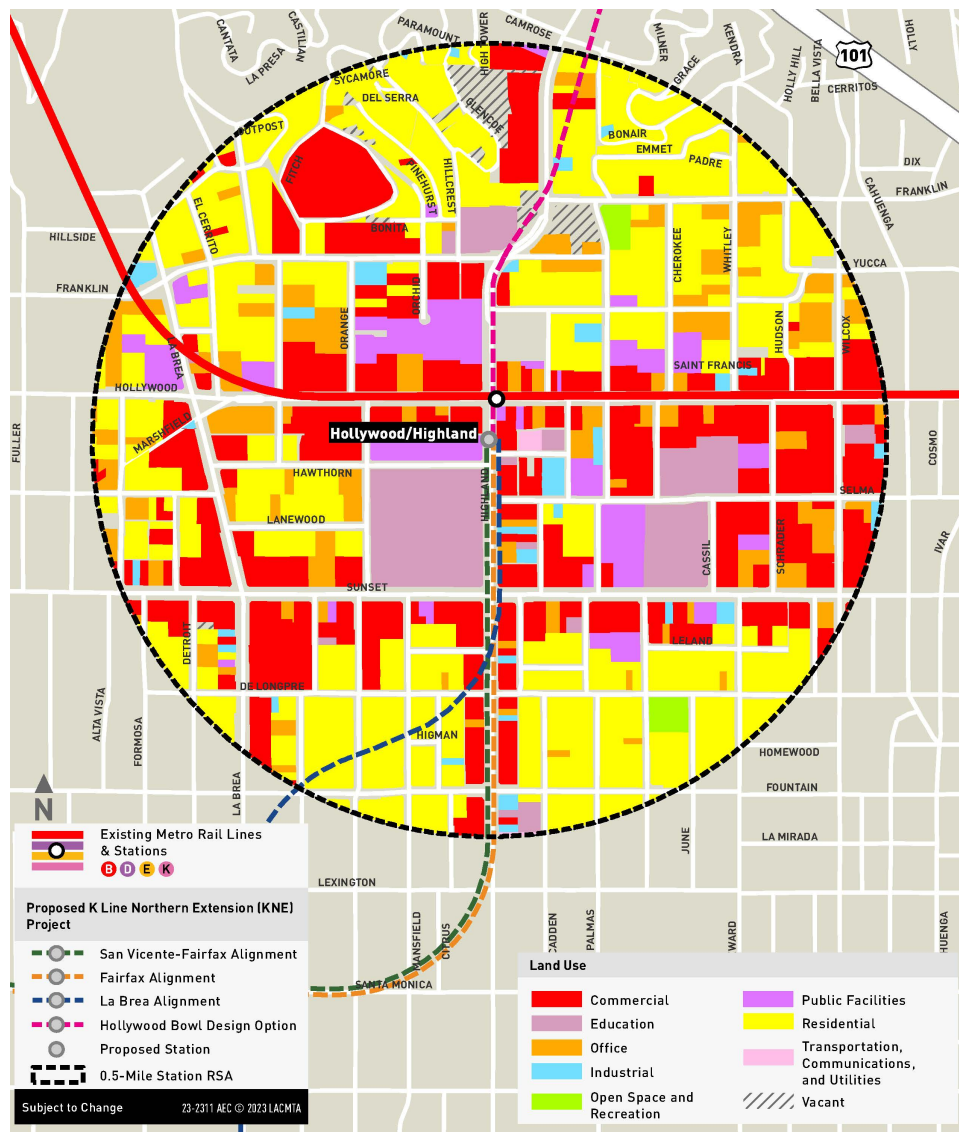 CANTATA
LA PRESA
CASTILIAN
PARAMOUNT
HIGH TOWER
CAMROSE
MILNER
GRACE
KENDRA
HOLLY HILL
BELLA VISTA
CERRITOS
HOLLY
101
SYCAMORE
DEL SERRA
GLENCOE
OUTPOST
BONAIR
EMMET
PADRE
DIX
FRANKLIN
CAHUENGA
FITCH
PINEHURST
HILLCREST
BONITA
EL CERRITO
HILLSIDE
CHEROKEE
WHITLEY
YUCCA
FRANKLIN
ORANGE
ORCHID
HUDSON
WILCOX
LA BREA
SAINT FRANCIS
HOLLYWOOD
MARSHFIELD
Hollywood/Highland
FULLER
COSMO
HAWTHORN
HIGHLAND
SELMA
LANEWOOD
CASSIL
SCHRADER
IVAR
SUNSET
DETROIT
LELAND
DE LONGPRE
ALTA VISTA
FORMOSA
HIGMAN
HOMEWOOD
LA BREA
FOUNTAIN
N
JUNE
LA MIRADA
LEXINGTON
MANSFIELD
CITRUS
CADDEN
PALMAS
WARD
HUENGA
SANTA MONICA
Existing Metro Rail Lines
& Stations
B D E K
Proposed K Line Northern Extension (KNE)
Project
San Vicente-Fairfax Alignment
Fairfax Alignment
La Brea Alignment
Hollywood Bowl Design Option
Proposed Station
0.5-Mile Station RSA
Subject to Change 23-2311 AEC © 2023 LACMTA
Land Use
Commercial
Education
Office
Industrial
Open Space and
Recreation
Public Facilities
Residential
Transportation,
Communications,
and Utilities
Vacant